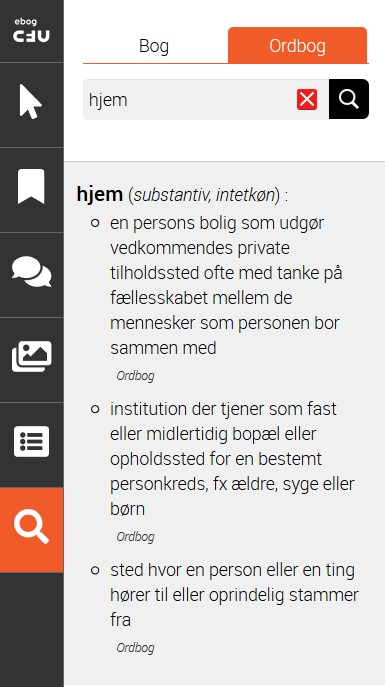 ebog
CFU
Bog
Ordbog
hjem
hjem (substantiv, intetkøn) :
en persons bolig som udgør
vedkommendes private
tilholdssted ofte med tanke på
fællesskabet mellem de
mennesker som personen bor
sammen med
Ordbog
institution der tjener som fast
eller midlertidig bopæl eller
opholdssted for en bestemt
personkreds, fx ældre, syge eller
børn
Ordbog
sted hvor en person eller en ting
hører til eller oprindelig stammer
fra
Ordbog